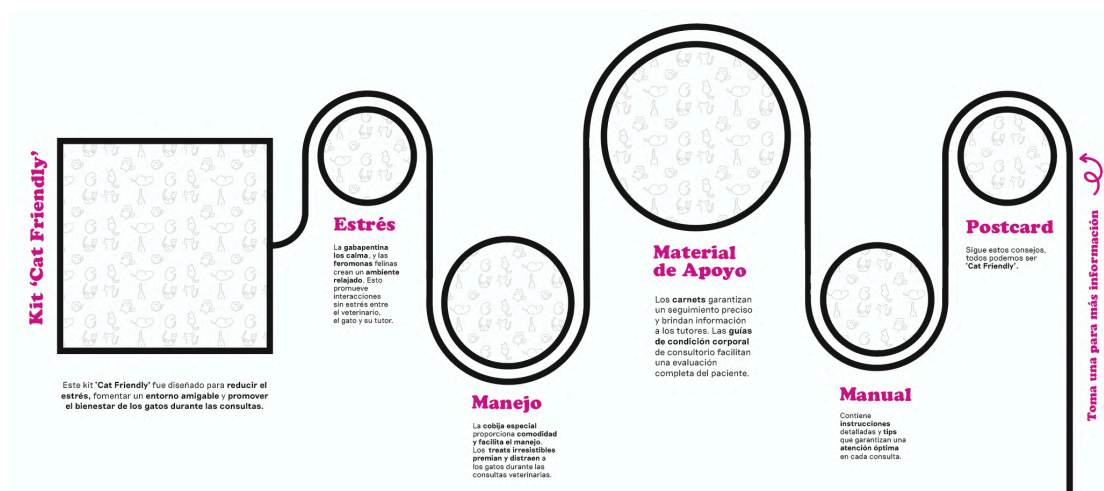 Kit ‘Cat Friendly’
Este kit 'Cat Friendly' fue diseñado para reducir el
estrés, fomentar un entorno amigable y promover
el bienestar de los gatos durante las consultas.
Estrés
La gabapentina
los calma, y las
feromonas felinas
crean un ambiente
relajado. Esto
promueve
interacciones
sin estrés entre
el veterinario,
el gato y su tutor.
Manejo
La cobija especial
proporciona comodidad
y facilita el manejo.
Los treats irresistibles
premian y distraen a
los gatos durante las
consultas veterinarias.
Material
de Apoyo
Los carnets garantizan
un seguimiento preciso
y brindan información
a los tutores. Las guías
de condición corporal
de consultorio facilitan
una evaluación
completa del paciente.
Manual
Contiene
instrucciones
detalladas y tips
que garantizan una
atención óptima
en cada consulta.
Postcard
Sigue estos consejos,
todos podemos ser
'Cat Friendly'.
Toma una para más información